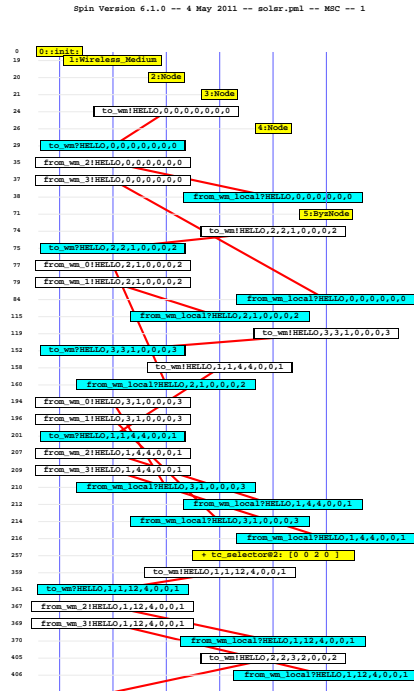 Spin Version 6.1.0 -- 4 May 2011 -- solsr.pml -- MSC -- 1
0 0::init:
19 1:Wireless_Medium
20 2:Node
21 3:Node
24 to_wm!HELLO,0,0,0,0,0,0,0
26 4:Node
29 to_wm?HELLO,0,0,0,0,0,0,0
35 from_wm_2!HELLO,0,0,0,0,0,0
37 from_wm_3!HELLO,0,0,0,0,0,0
38 from_wm_local?HELLO,0,0,0,0,0,0
71 5:ByzNode
74 to_wm!HELLO,2,2,1,0,0,0,2
75 to_wm?HELLO,2,2,1,0,0,0,2
77 from_wm_0!HELLO,2,1,0,0,0,2
79 from_wm_1!HELLO,2,1,0,0,0,2
84 from_wm_local?HELLO,0,0,0,0,0,0
115 from_wm_local?HELLO,2,1,0,0,0,2
119 to_wm!HELLO,3,3,1,0,0,0,3
152 to_wm?HELLO,3,3,1,0,0,0,3
158 to_wm!HELLO,1,1,4,4,0,0,1
160 from_wm_local?HELLO,2,1,0,0,0,2
194 from_wm_0!HELLO,3,1,0,0,0,3
196 from_wm_1!HELLO,3,1,0,0,0,3
201 to_wm?HELLO,1,1,4,4,0,0,1
207 from_wm_2!HELLO,1,4,4,0,0,1
209 from_wm_3!HELLO,1,4,4,0,0,1
210 from_wm_local?HELLO,3,1,0,0,0,3
212 from_wm_local?HELLO,1,4,4,0,0,1
214 from_wm_local?HELLO,3,1,0,0,0,3
216 from_wm_local?HELLO,1,4,4,0,0,1
257 + tc_selector@2: [0 0 2 0 ]
359 to_wm!HELLO,1,1,12,4,0,0,1
361 to_wm?HELLO,1,1,12,4,0,0,1
367 from_wm_2!HELLO,1,12,4,0,0,1
369 from_wm_3!HELLO,1,12,4,0,0,1
370 from_wm_local?HELLO,1,12,4,0,0,1
405 to_wm!HELLO,2,2,3,2,0,0,2
406 from_wm_local?HELLO,1,12,4,0,0,1